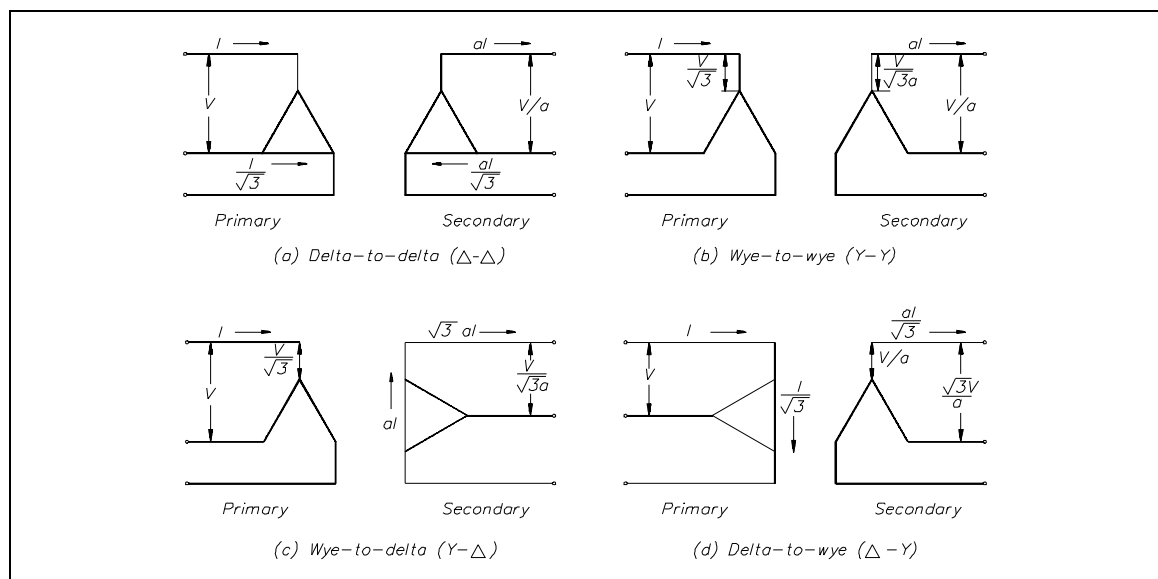 I aI
V V/a
I/√3 aI/√3
Primary Secondary
(a) Delta-to-delta (△-△)
I aI
V V/√3 V/√3a V/a
Primary Secondary
(b) Wye-to-wye (Y-Y)
I √3 aI
V V/√3 aI V/√3a
Primary Secondary
(c) Wye-to-delta (Y-△)
I aI/√3
V I/√3 V/a √3V/a
Primary Secondary
(d) Delta-to-wye (△ -Y)